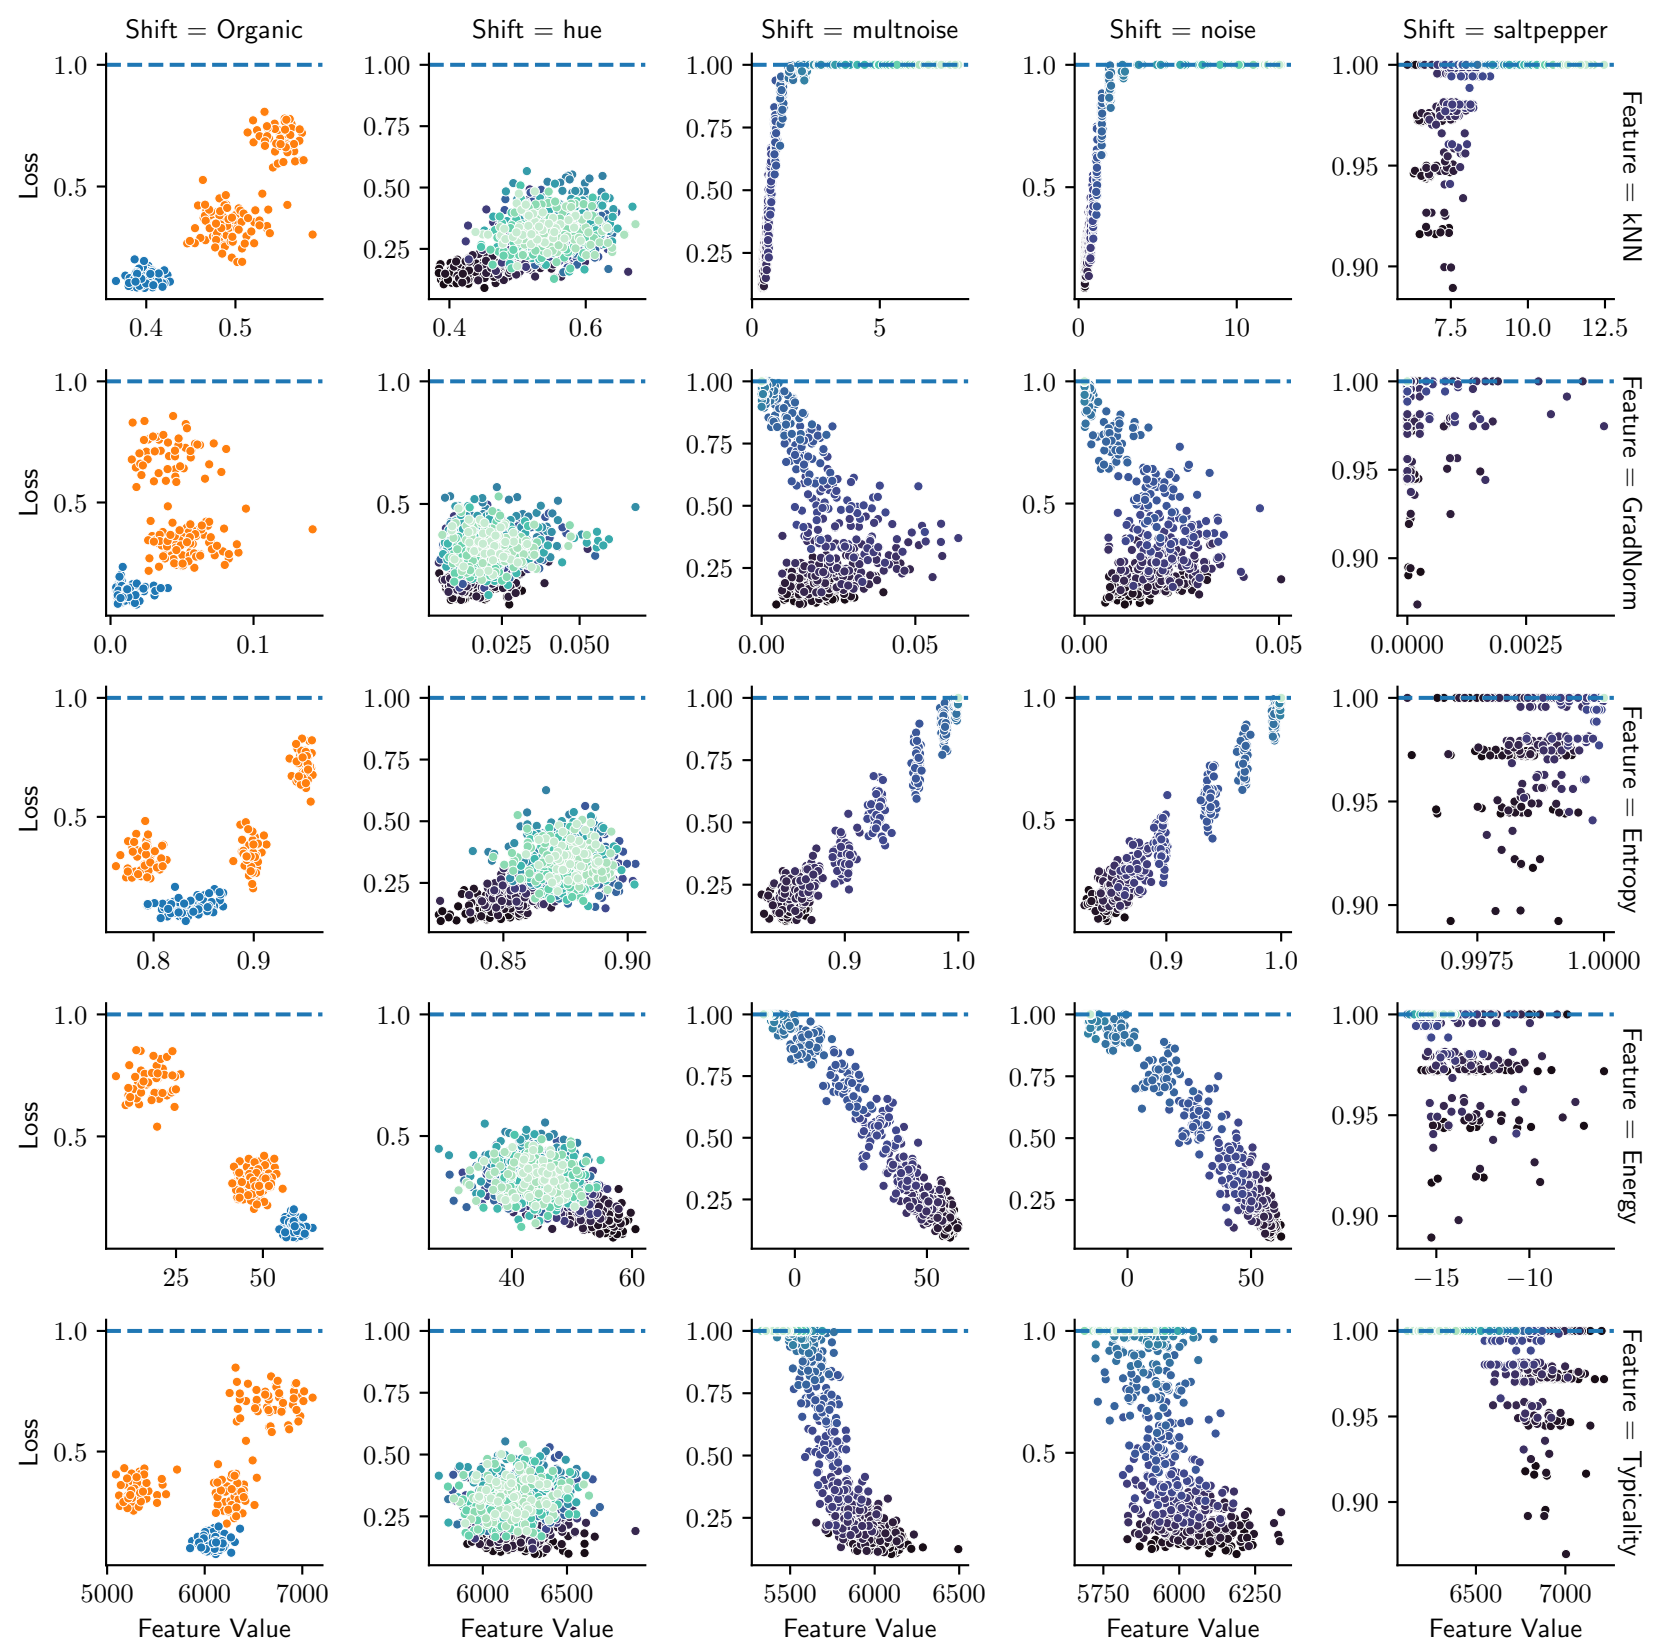 Shift = Organic Shift = hue Shift = multnoise Shift = noise Shift = saltpepper
1.0 0.5 Loss 0.4 0.5
1.00 0.75 0.50 0.25 0.4 0.6
1.00 0.75 0.50 0.25 0 5
1.0 0.5 0 10
1.00 0.95 0.90 7.5 10.0 12.5
Feature = kNN
1.0 0.5 Loss 0.0 0.1
1.0 0.5 0.025 0.050
1.00 0.75 0.50 0.25 0.00 0.05
1.0 0.5 0.00 0.05
1.00 0.95 0.90 0.0000 0.0025
Feature = GradNorm
1.0 0.5 Loss 0.8 0.9
1.00 0.75 0.50 0.25 0.85 0.90
1.00 0.75 0.50 0.25 0.9 1.0
1.0 0.5 0.9 1.0
1.00 0.95 0.90 0.9975 1.0000
Feature = Entropy
1.0 0.5 Loss 25 50
1.0 0.5 40 60
1.00 0.75 0.50 0.25 0 50
1.00 0.75 0.50 0.25 0 50
1.00 0.95 0.90 −15 −10
Feature = Energy
1.0 0.5 Loss 5000 6000 7000
1.00 0.75 0.50 0.25 6000 6500
1.00 0.75 0.50 0.25 5500 6000 6500
1.0 0.5 5750 6000 6250
1.00 0.95 0.90 6500 7000
Feature = Typicality
Feature Value Feature Value Feature Value Feature Value Feature Value